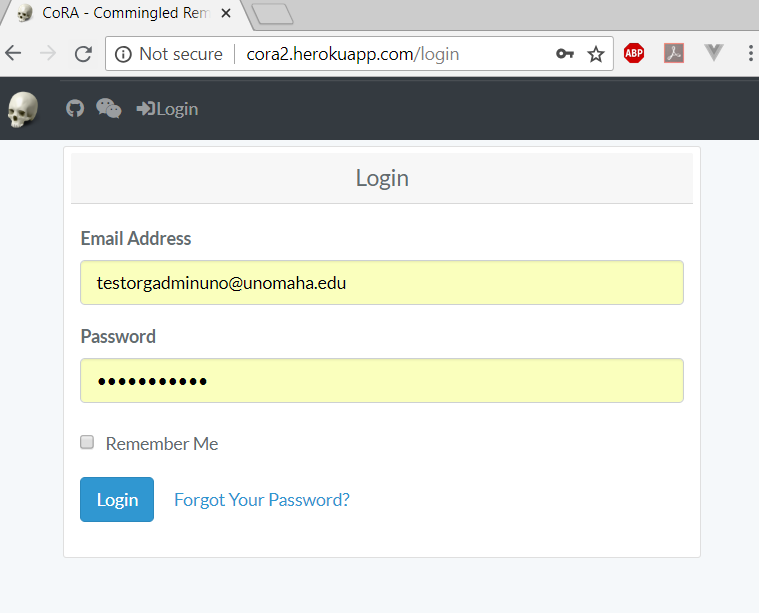 CoRA - Commingled Rem
Not secure
cora2.herokuapp.com/login
ABP
Login
Login
Email Address
testorgadminuno@unomaha.edu
Password
•••••••••••
Remember Me
Login Forgot Your Password?